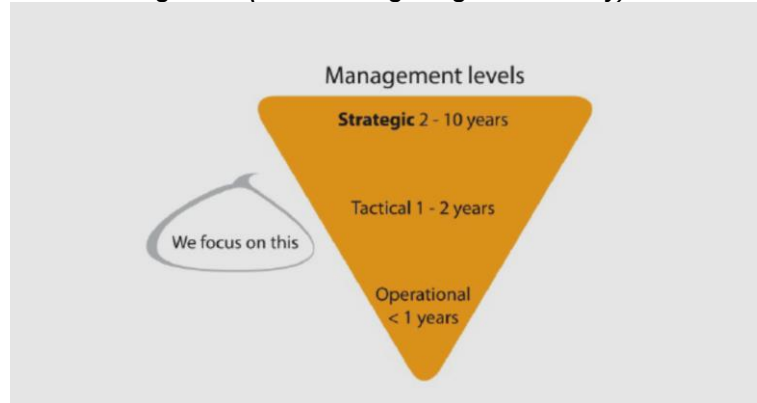 Management levels
Strategic 2 - 10 years
Tactical 1 - 2 years
We focus on this
Operational
< 1 years